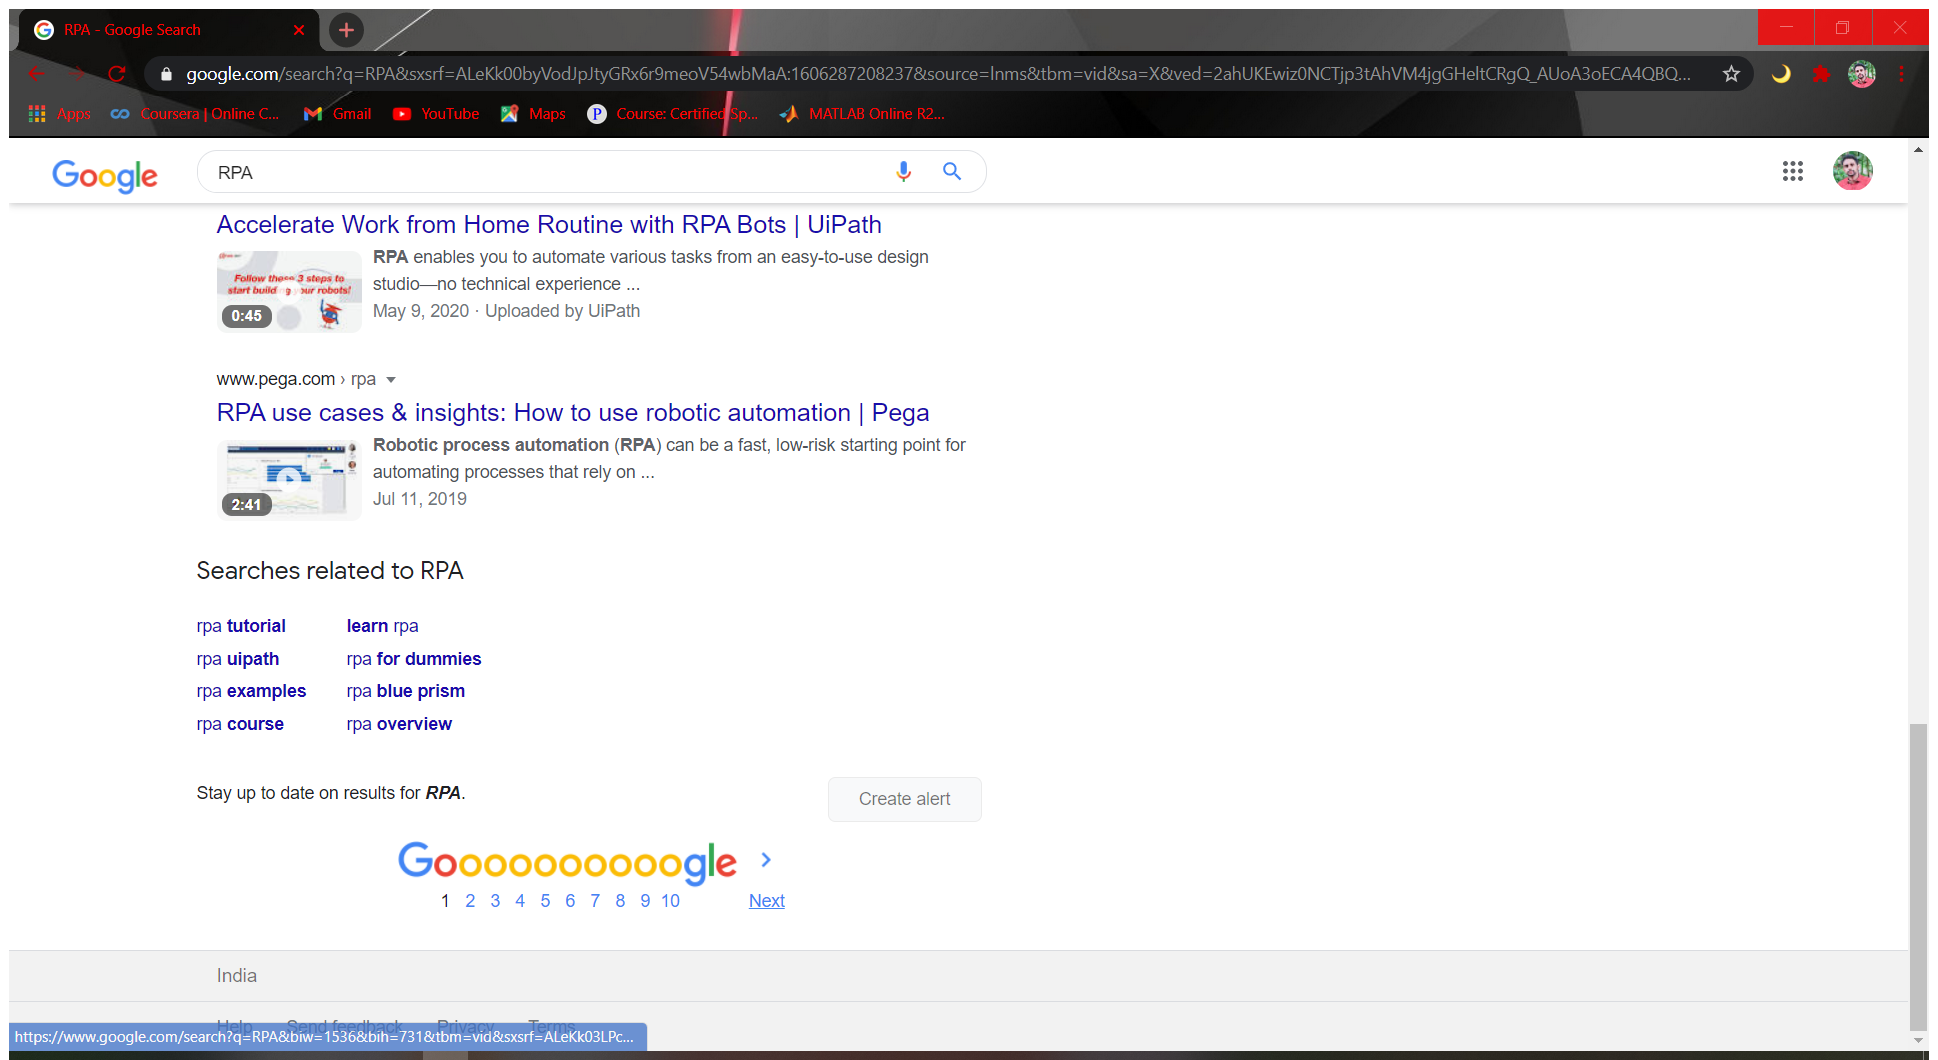 RPA - Google Search
google.com/search?q=RPA&sxsrf=ALeKk00byVodJpJtyGRx6r9meoV54wbMaA:1606287208237&source=lnms&tbm=vid&sa=X&ved=2ahUKEwiz0NCTjp3tAhVM4jgGHeltCRgQ_AUoA3oECA4QBQ...
Apps Coursera | Online C... Gmail YouTube Maps Course: Certified Sp... MATLAB Online R2...
Google RPA
Accelerate Work from Home Routine with RPA Bots | UiPath
RPA enables you to automate various tasks from an easy-to-use design
studio—no technical experience ...
May 9, 2020 · Uploaded by UiPath
Follow these 3 steps to
start building your robots!
0:45
www.pega.com › rpa
RPA use cases & insights: How to use robotic automation | Pega
Robotic process automation (RPA) can be a fast, low-risk starting point for
automating processes that rely on ...
Jul 11, 2019
2:41
Searches related to RPA
rpa tutorial learn rpa
rpa uipath rpa for dummies
rpa examples rpa blue prism
rpa course rpa overview
Stay up to date on results for RPA.
Create alert
Goooooooooogle
1 2 3 4 5 6 7 8 9 10 Next
India
Help Send feedback Privacy Terms
https://www.google.com/search?q=RPA&biw=1536&bih=731&tbm=vid&sxsrf=ALeKk03LPc...